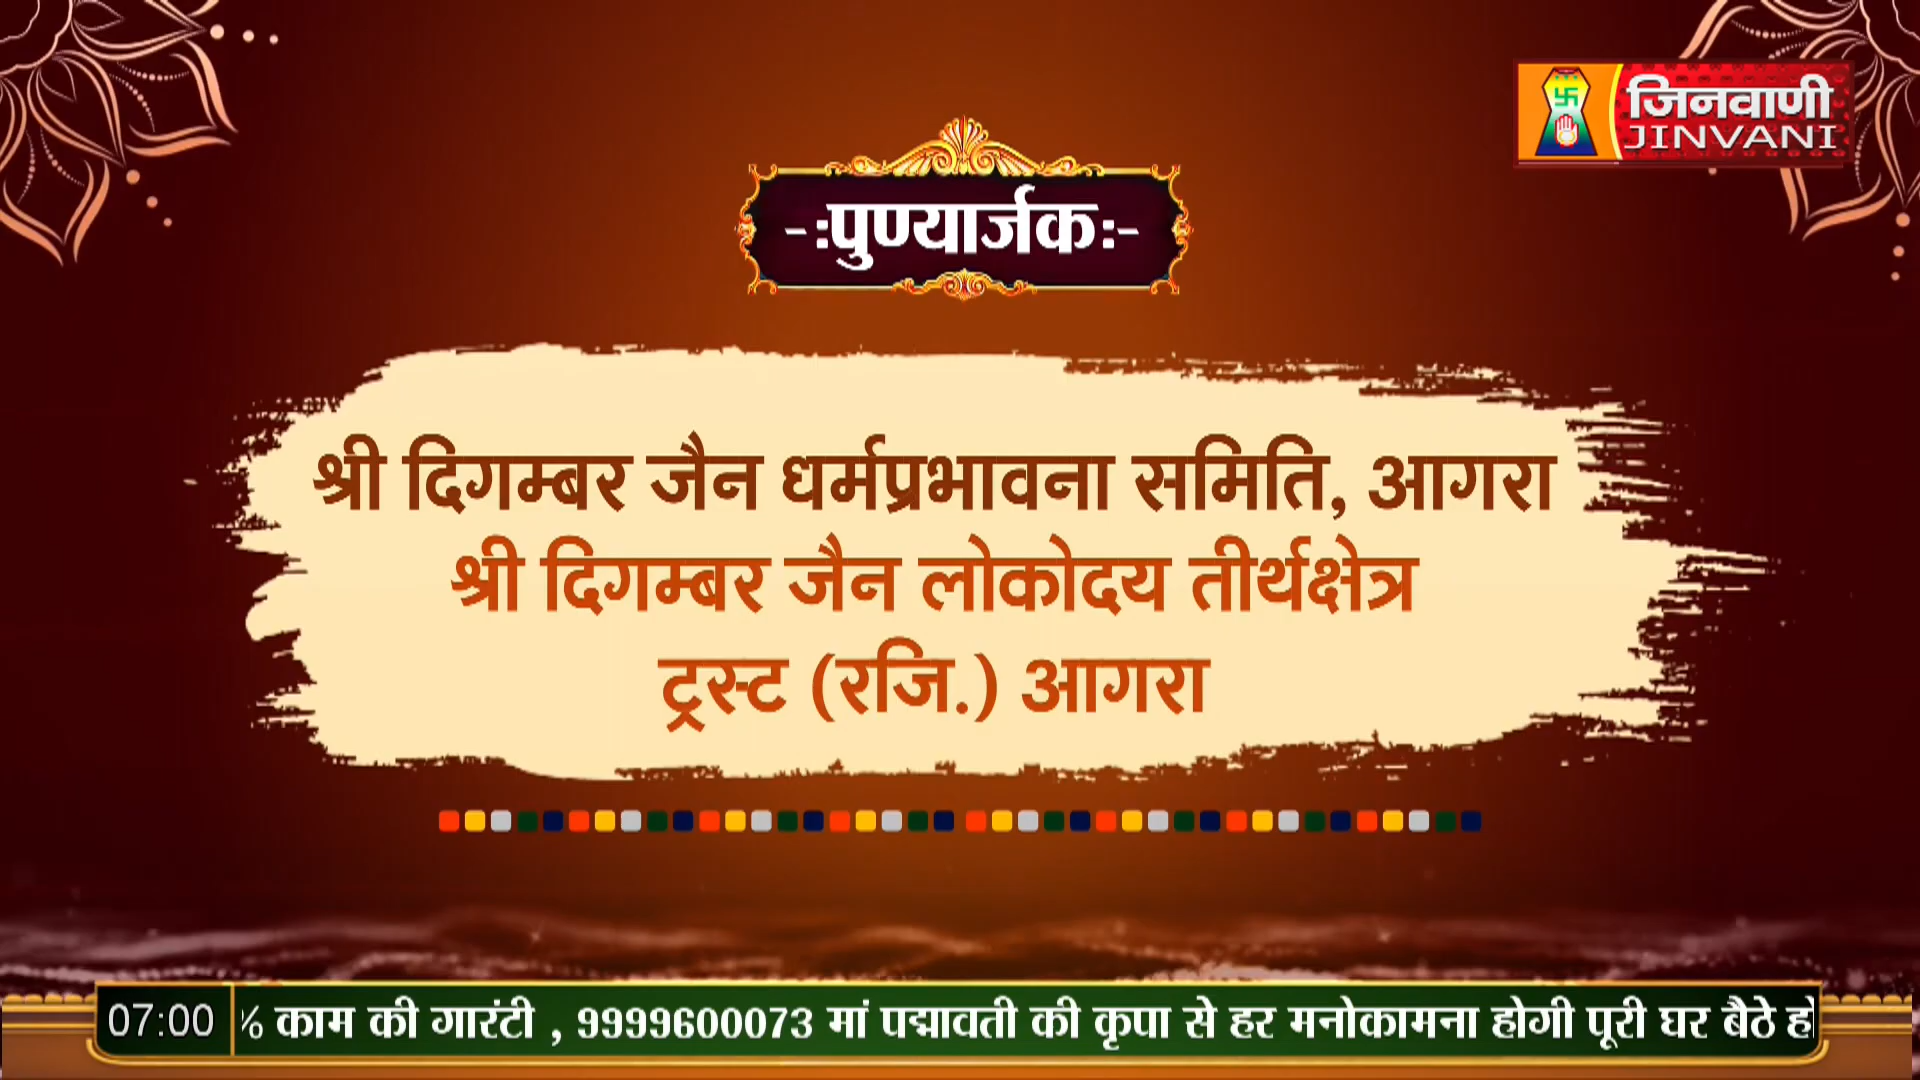 जिनवाणी
JINVANI
-:पुण्यार्जक:-
श्री दिगम्बर जैन धर्मप्रभावना समिति, आगरा
श्री दिगम्बर जैन लोकोदय तीर्थक्षेत्र
ट्रस्ट (रजि.) आगरा
07:00 % काम की गारंटी , 9999600073 मां पद्मावती की कृपा से हर मनोकामना होगी पूरी घर बैठे